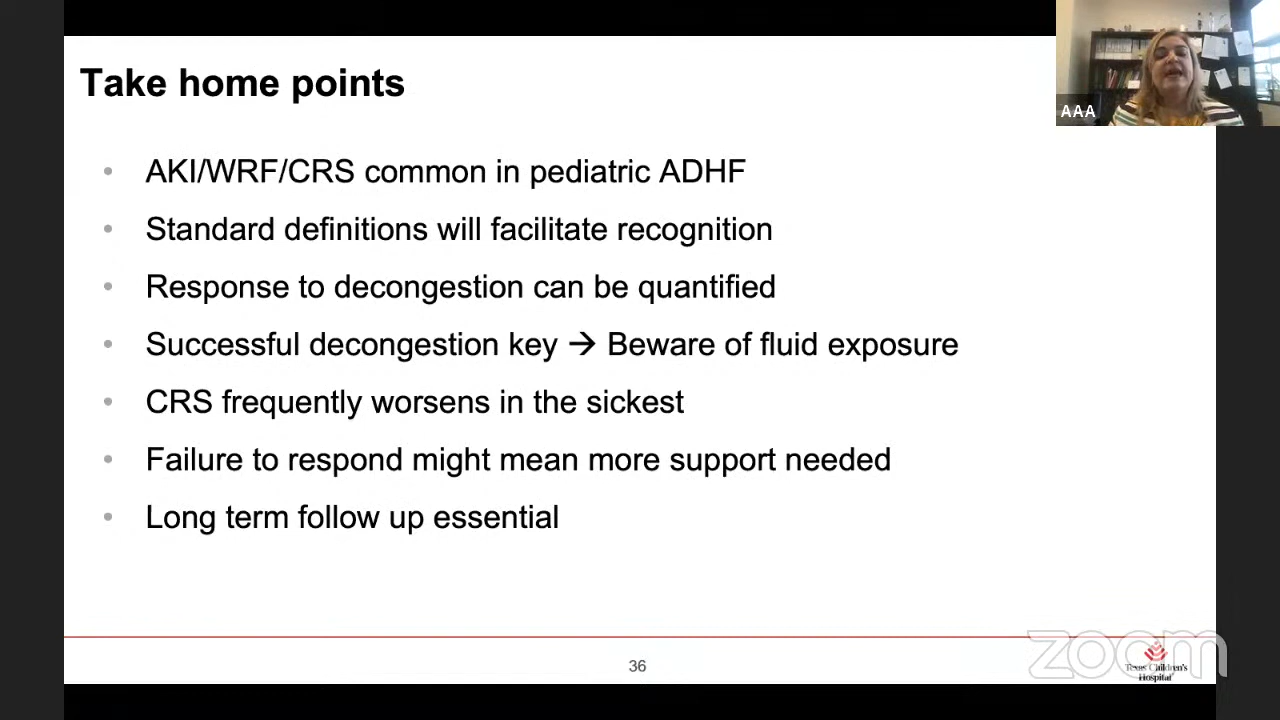 Take home points
AAA
• AKI/WRF/CRS common in pediatric ADHF
• Standard definitions will facilitate recognition
• Response to decongestion can be quantified
• Successful decongestion key → Beware of fluid exposure
• CRS frequently worsens in the sickest
• Failure to respond might mean more support needed
• Long term follow up essential
36
zoom
Texas Children's
Hospital